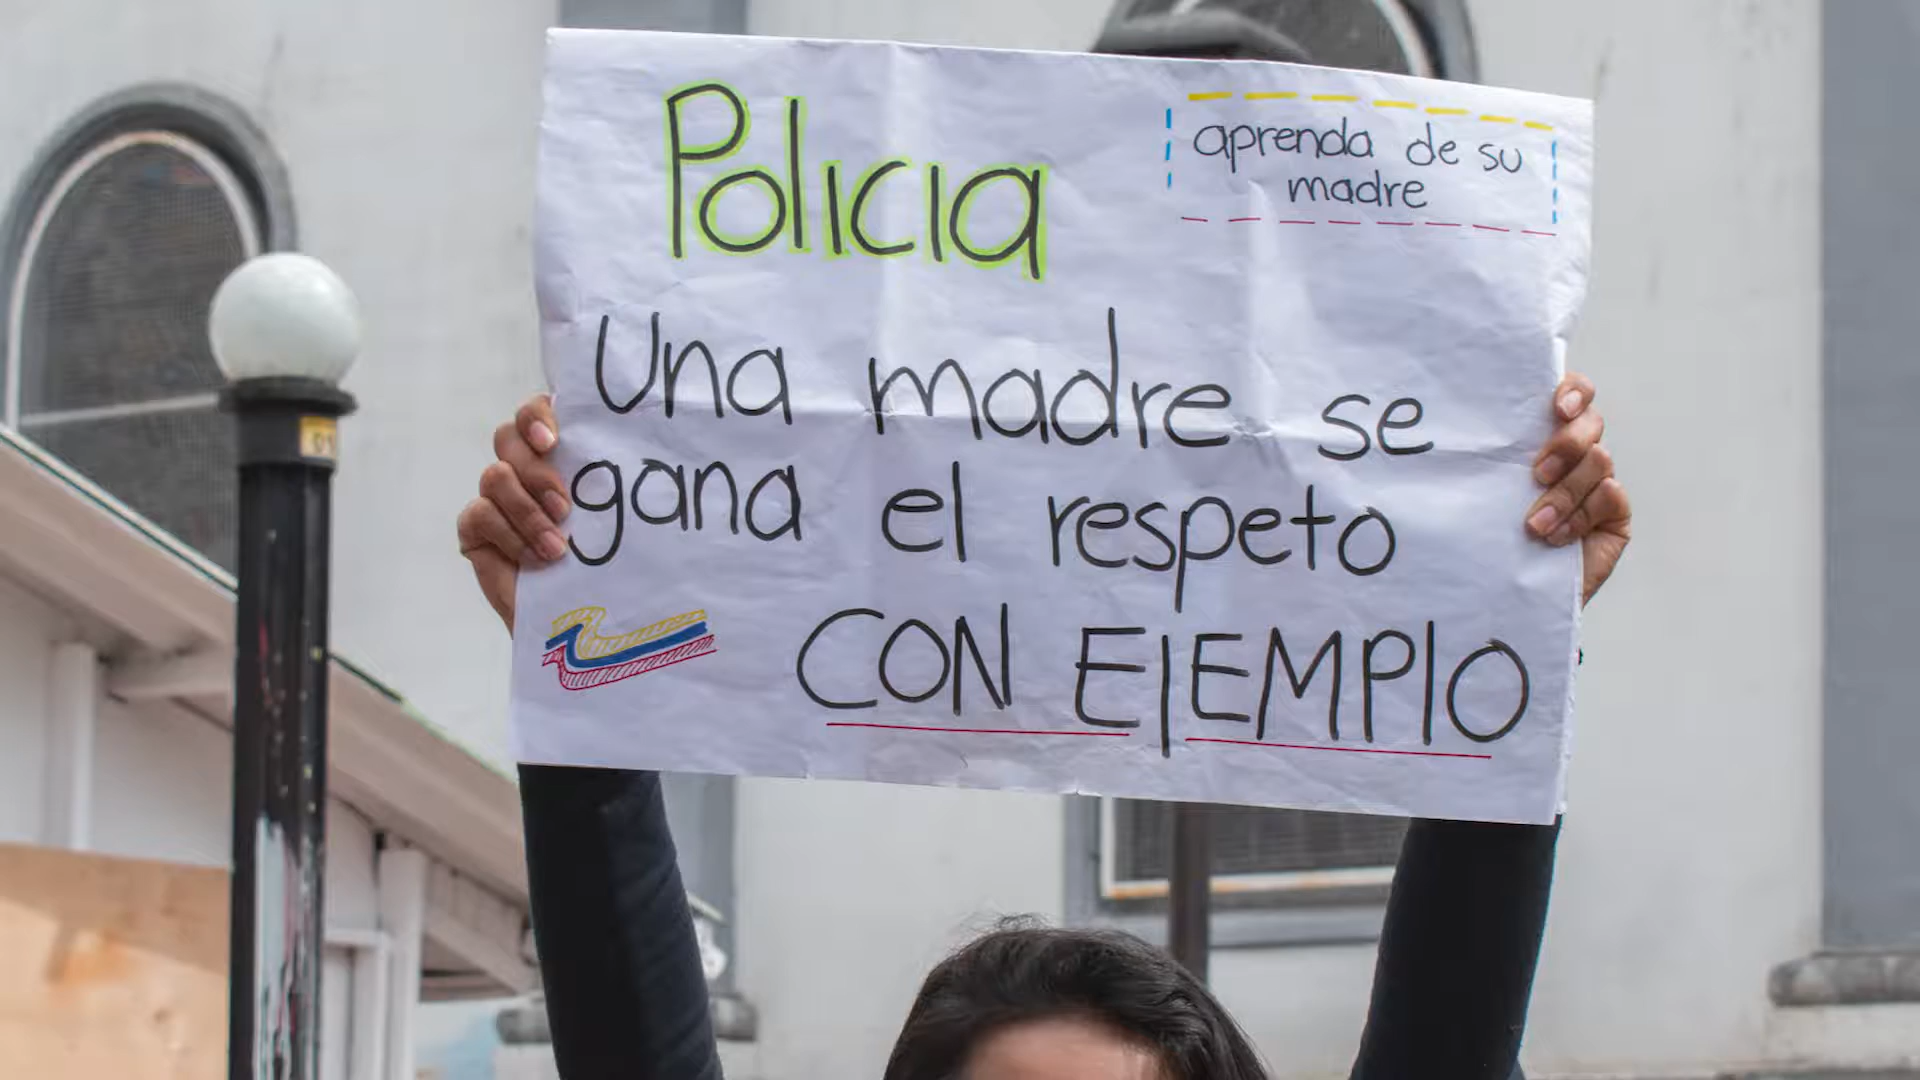 Policia
aprenda de su
madre
Una madre se
gana el respeto
CON EJEMPLO